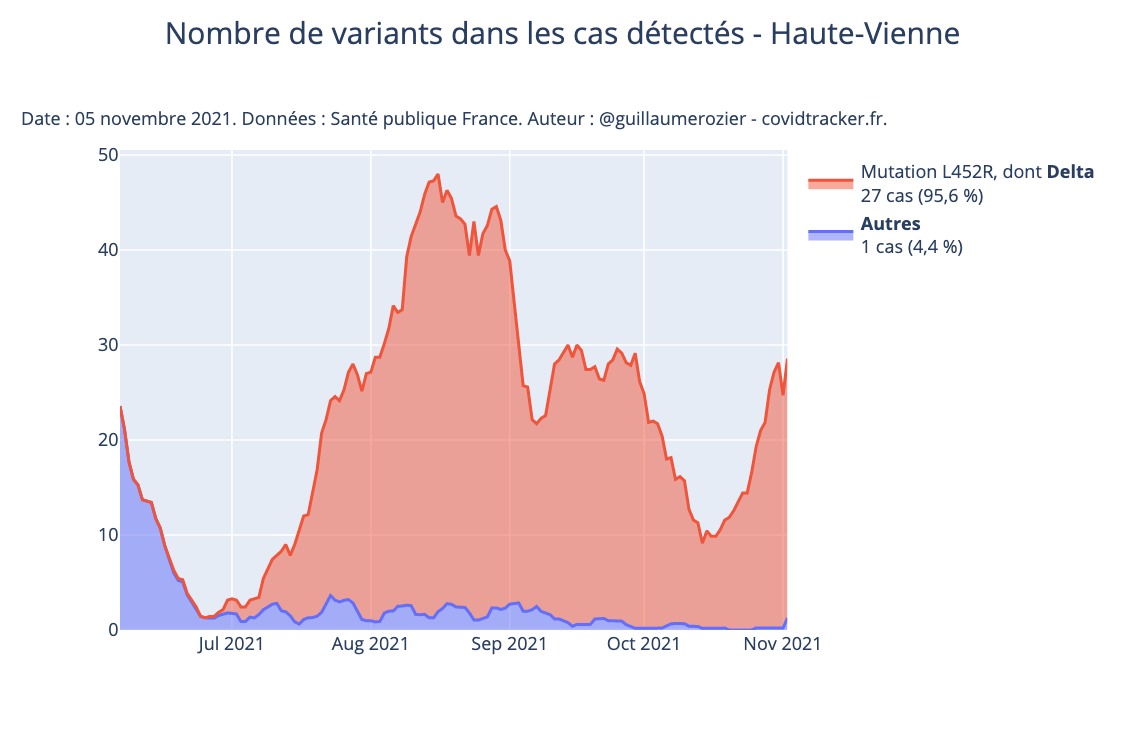 Nombre de variants dans les cas détectés - Haute-Vienne
Date : 05 novembre 2021. Données : Santé publique France. Auteur : @guillaumerozier - covidtracker.fr.
50
40
30
20
10
0
Jul 2021
Aug 2021
Sep 2021
Oct 2021
Nov 2021
Mutation L452R, dont Delta
27 cas (95,6 %)
Autres
1 cas (4,4 %)